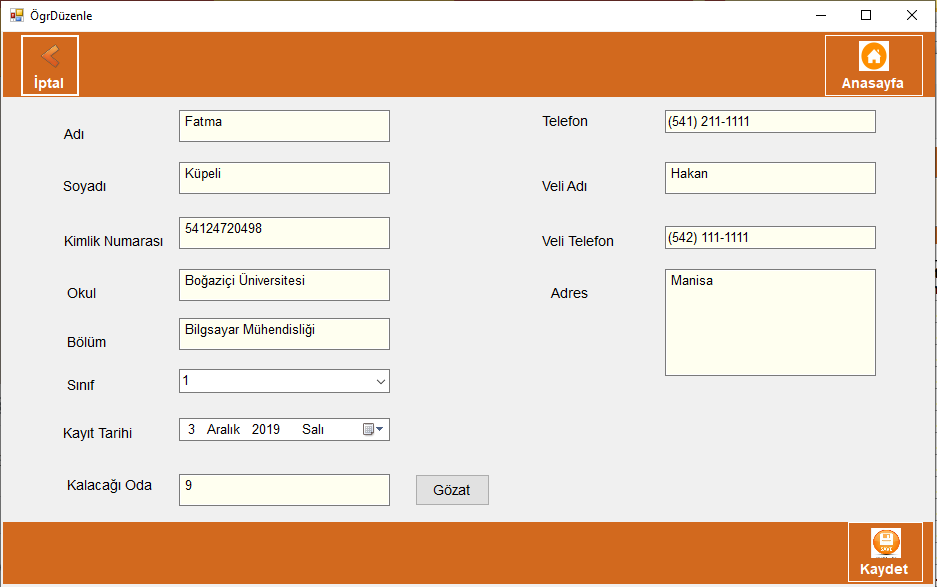 ÖgrDüzenle
İptal
Anasayfa
Adı
Fatma
Telefon
(541) 211-1111
Soyadı
Küpeli
Veli Adı
Hakan
Kimlik Numarası
54124720498
Veli Telefon
(542) 111-1111
Okul
Boğaziçi Üniversitesi
Adres
Manisa
Bölüm
Bilgsayar Mühendisliği
Sınıf
1
Kayıt Tarihi
3 Aralık 2019 Salı
Kalacağı Oda
9
Gözat
SAVE
Kaydet